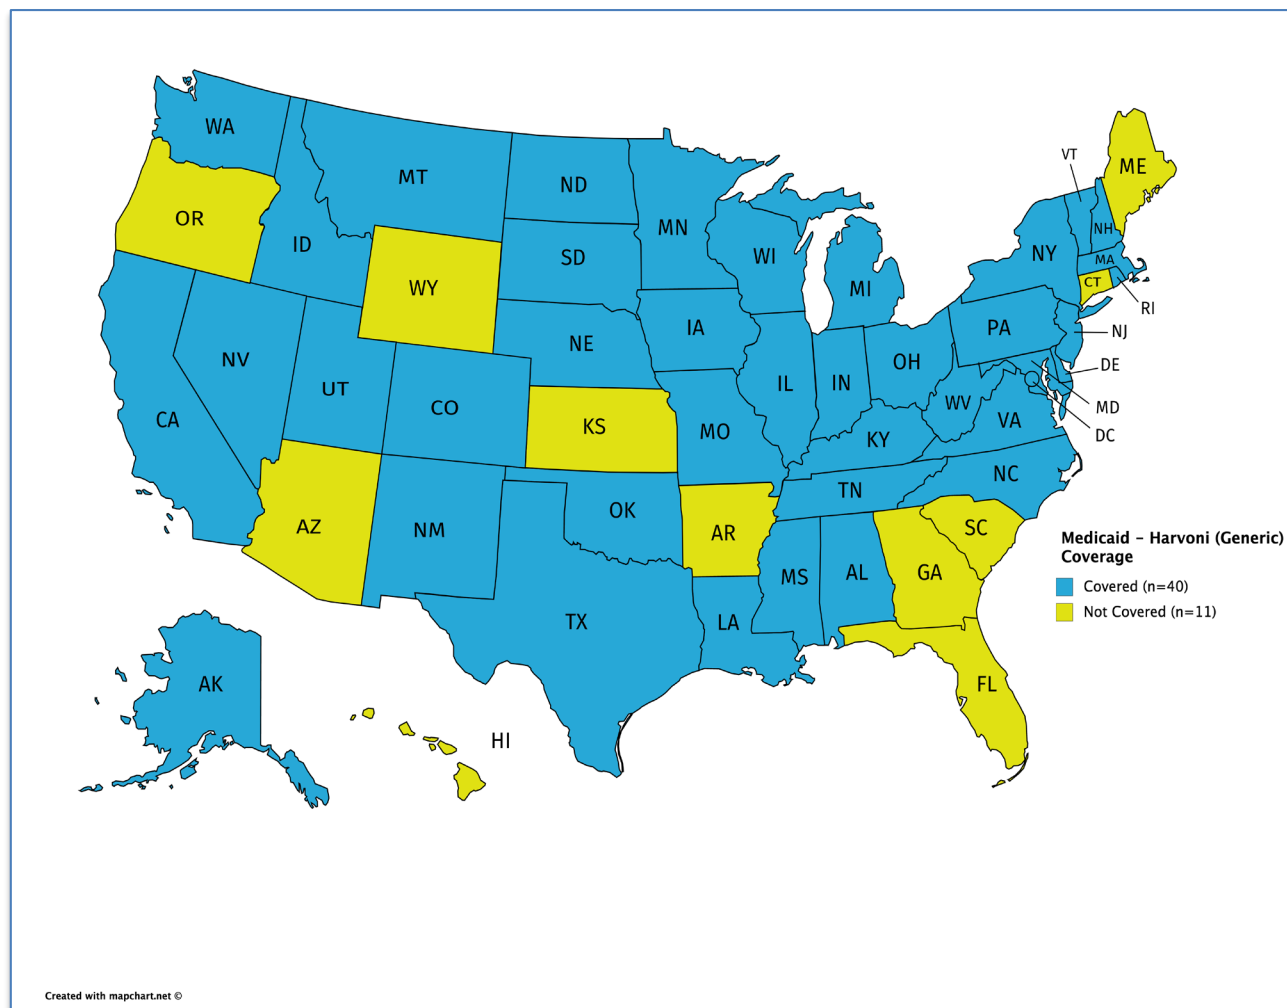 WA
OR
CA
NV
ID
MT
WY
UT
AZ
CO
NM
ND
SD
NE
KS
OK
TX
MN
IA
MO
AR
LA
WI
IL
MI
IN
OH
KY
TN
MS
AL
GA
FL
SC
NC
VA
WV
PA
NY
VT
NH
ME
MA
CT
RI
NJ
DE
MD
DC
AK
HI
Medicaid – Harvoni (Generic)
Coverage
Covered (n=40)
Not Covered (n=11)
Created with mapchart.net ©